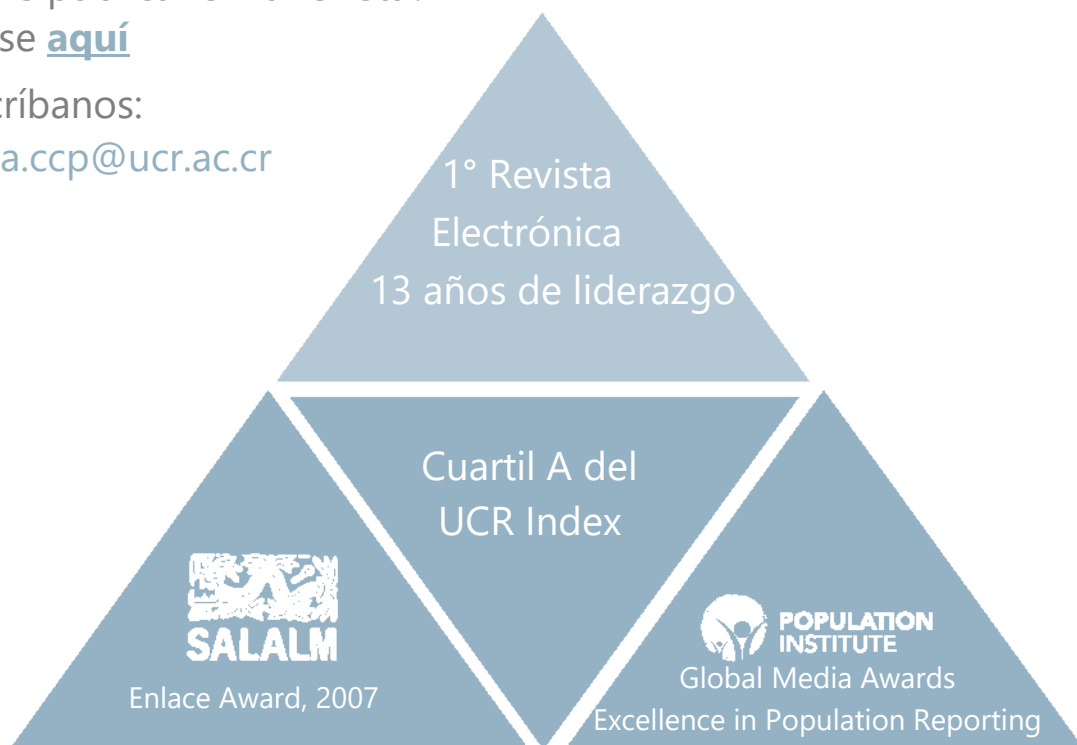 se aquí
críbanos:
a.ccp@ucr.ac.cr
1° Revista
Electrónica
13 años de liderazgo
Cuartil A del
UCR Index
SALALM
Enlace Award, 2007
POPULATION
INSTITUTE
Global Media Awards
Excellence in Population Reporting